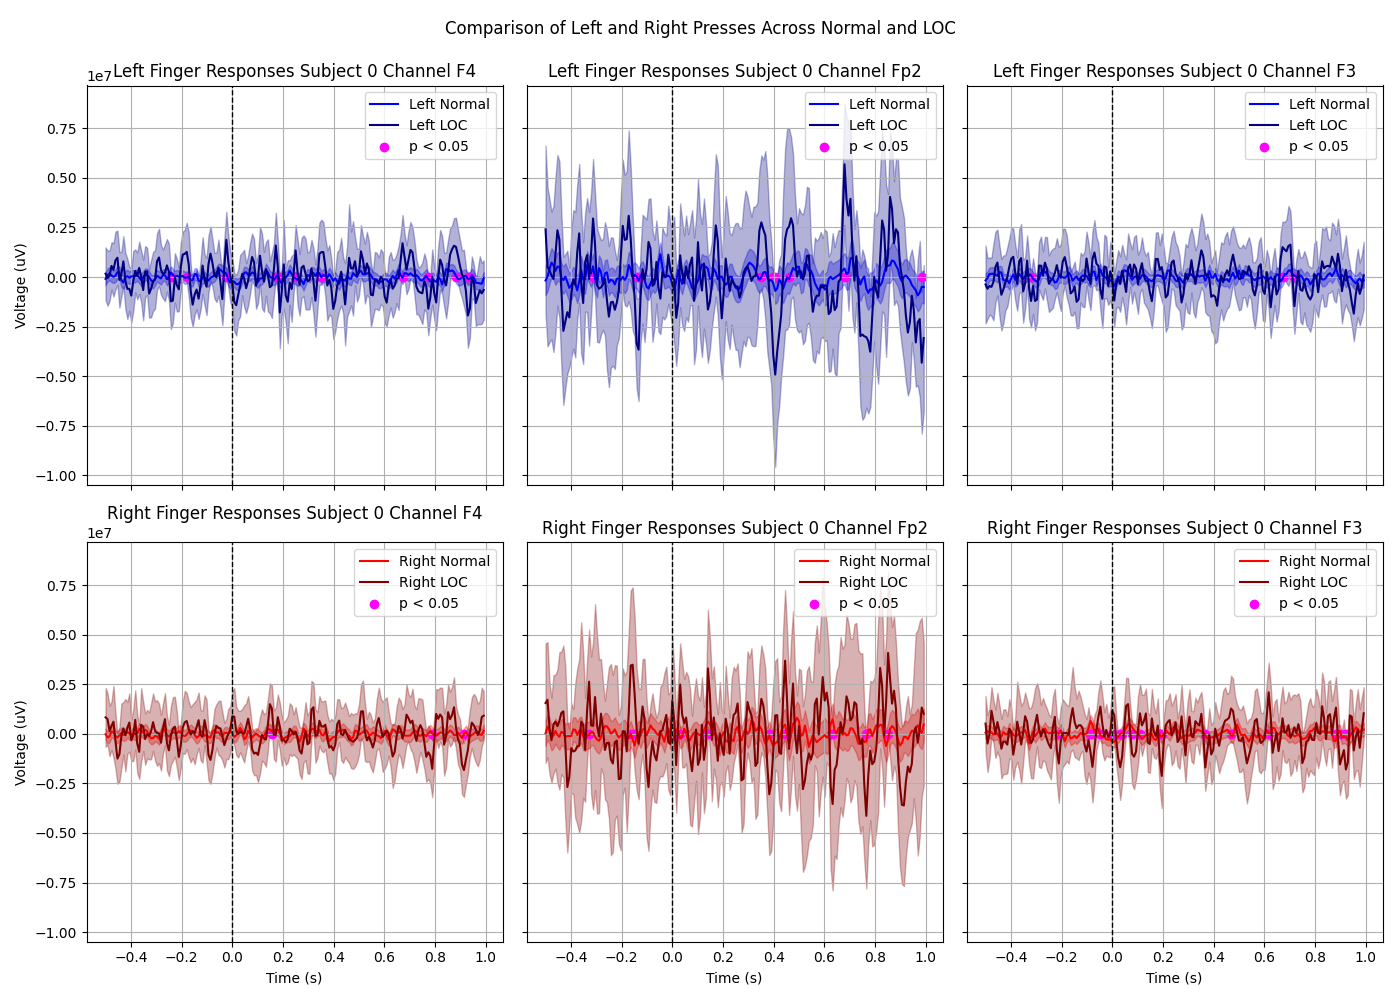 Comparison of Left and Right Presses Across Normal and LOC
1e7
Left Finger Responses Subject 0 Channel F4
Left Finger Responses Subject 0 Channel Fp2
Left Finger Responses Subject 0 Channel F3
Left Normal
Left LOC
p < 0.05
Left Normal
Left LOC
p < 0.05
Left Normal
Left LOC
p < 0.05
Voltage (uV)
0.75
0.50
0.25
0.00
−0.25
−0.50
−0.75
−1.00
1e7
Right Finger Responses Subject 0 Channel F4
Right Finger Responses Subject 0 Channel Fp2
Right Finger Responses Subject 0 Channel F3
Right Normal
Right LOC
p < 0.05
Right Normal
Right LOC
p < 0.05
Right Normal
Right LOC
p < 0.05
Voltage (uV)
0.75
0.50
0.25
0.00
−0.25
−0.50
−0.75
−1.00
−0.4 −0.2 0.0 0.2 0.4 0.6 0.8 1.0
−0.4 −0.2 0.0 0.2 0.4 0.6 0.8 1.0
−0.4 −0.2 0.0 0.2 0.4 0.6 0.8 1.0
Time (s)
Time (s)
Time (s)